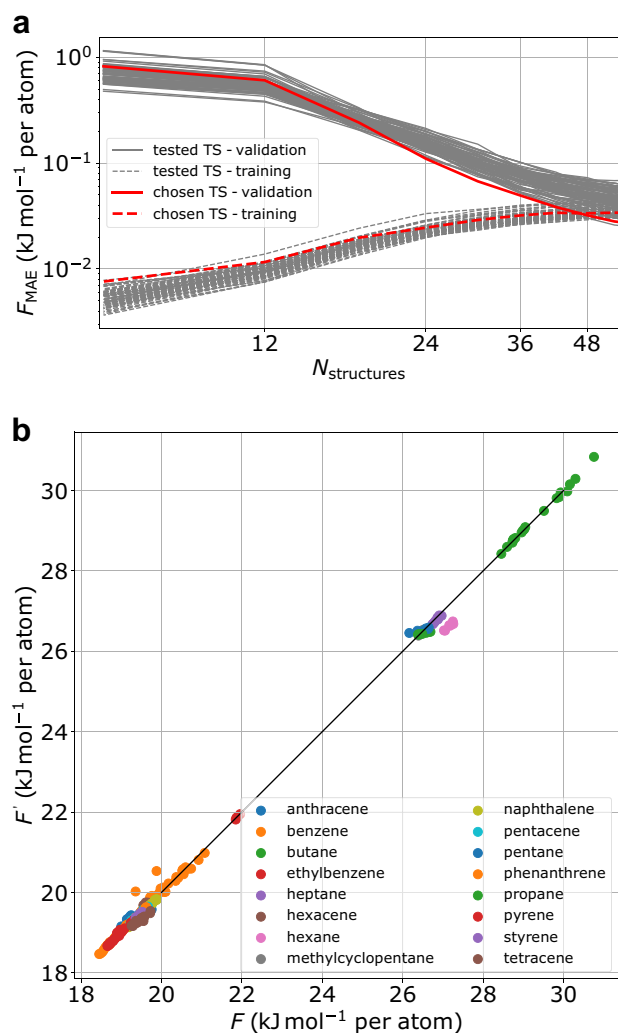 a
10⁰
10⁻¹
10⁻²
F_MAE (kJ mol⁻¹ per atom)
tested TS - validation
tested TS - training
chosen TS - validation
chosen TS - training
12 24 36 48
N_structures
b
30
28
26
24
22
20
18
F' (kJ mol⁻¹ per atom)
anthracene naphthalene
benzene pentacene
butane pentane
ethylbenzene phenanthrene
heptane propane
hexacene pyrene
hexane styrene
methylcyclopentane tetracene
18 20 22 24 26 28 30
F (kJ mol⁻¹ per atom)